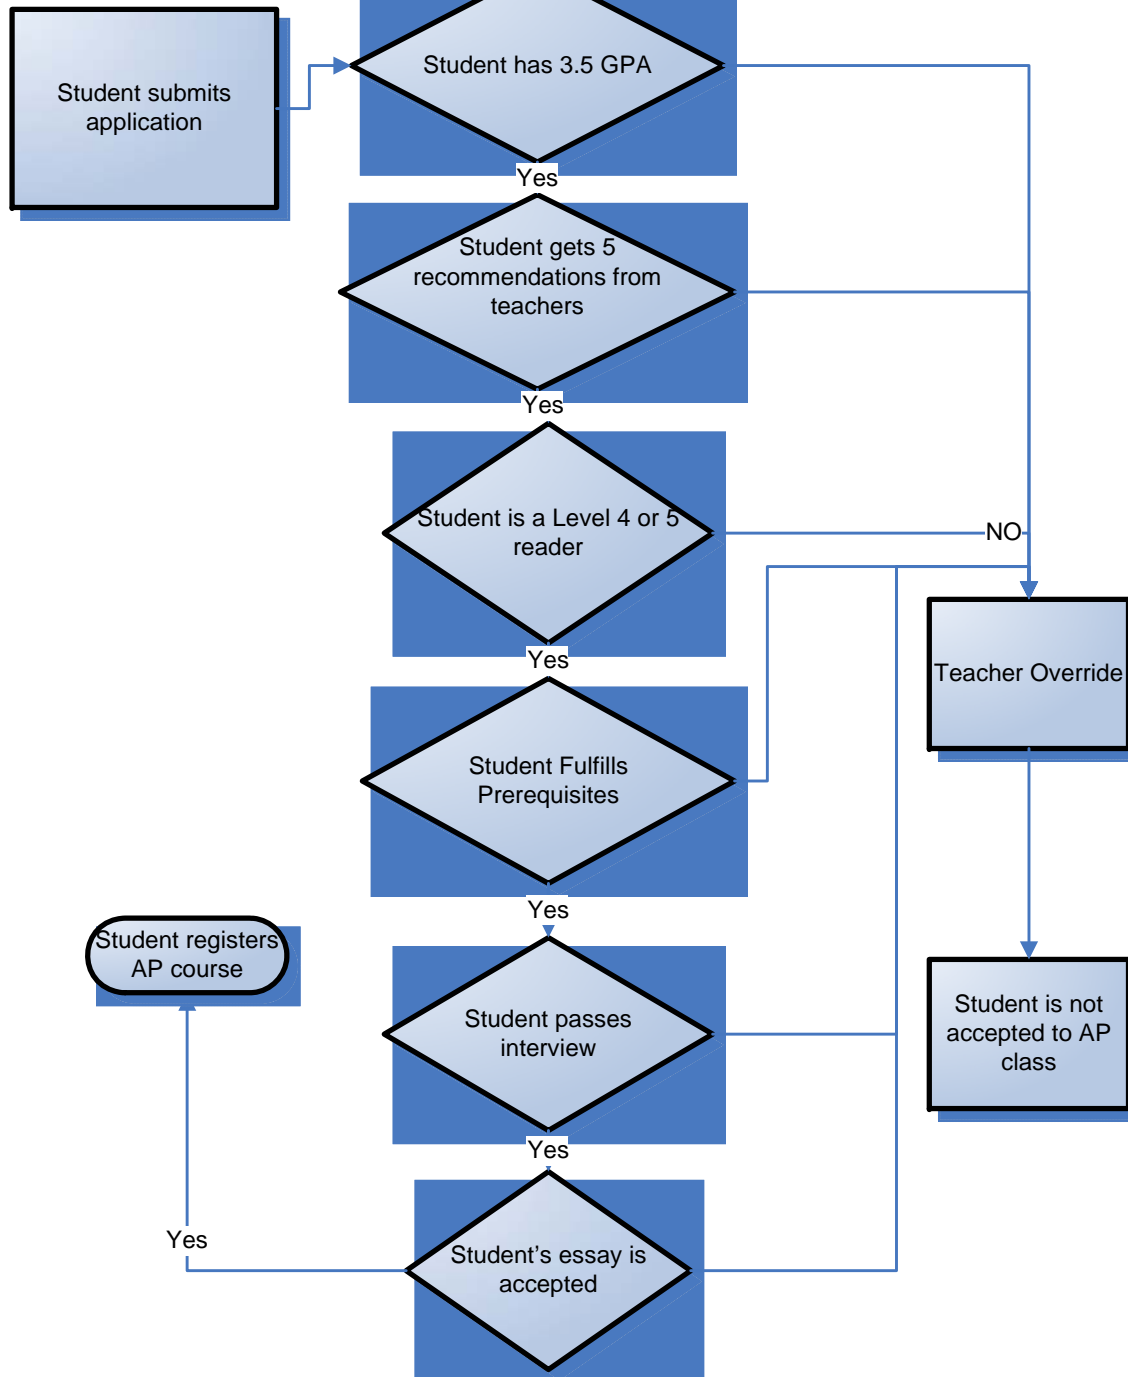 Student submits
application
Student has 3.5 GPA
Yes
Student gets 5
recommendations from
teachers
Yes
Student is a Level 4 or 5
reader
NO
Yes
Teacher Override
Student Fulfills
Prerequisites
Yes
Student registers
AP course
Student passes
interview
Student is not
accepted to AP
class
Yes
Yes
Student’s essay is
accepted